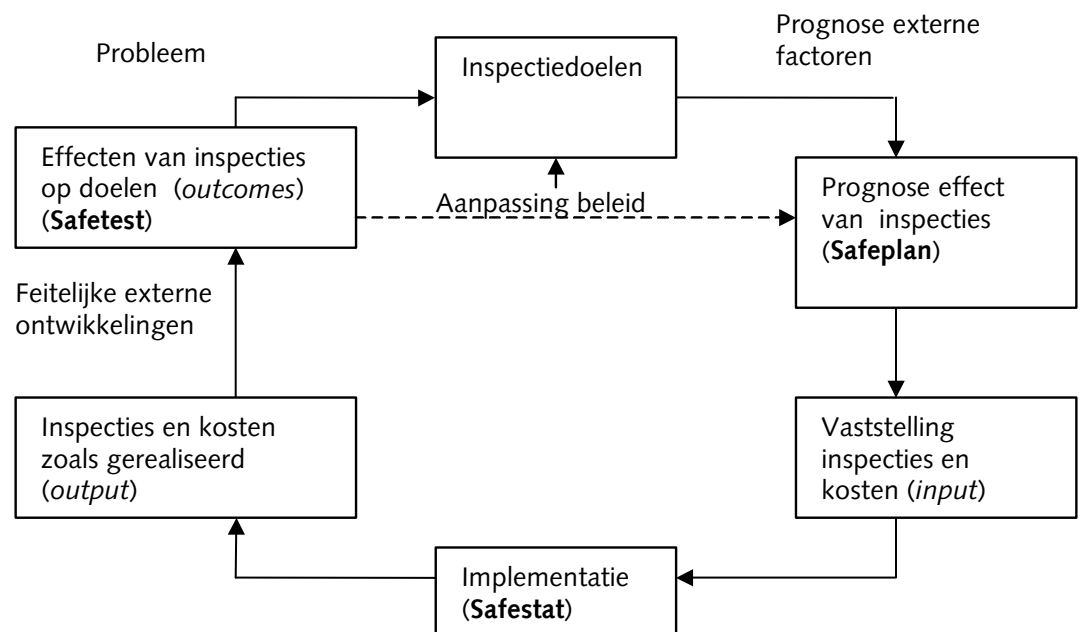 Probleem
Inspectiedoelen
Prognose externe
factoren
Effecten van inspecties
op doelen (outcomes)
(Safetest)
Aanpassing beleid
Prognose effect
van inspecties
(Safeplan)
Feitelijke externe
ontwikkelingen
Inspecties en kosten
zoals gerealiseerd
(output)
Vaststelling
inspecties en
kosten (input)
Implementatie
(Safestat)